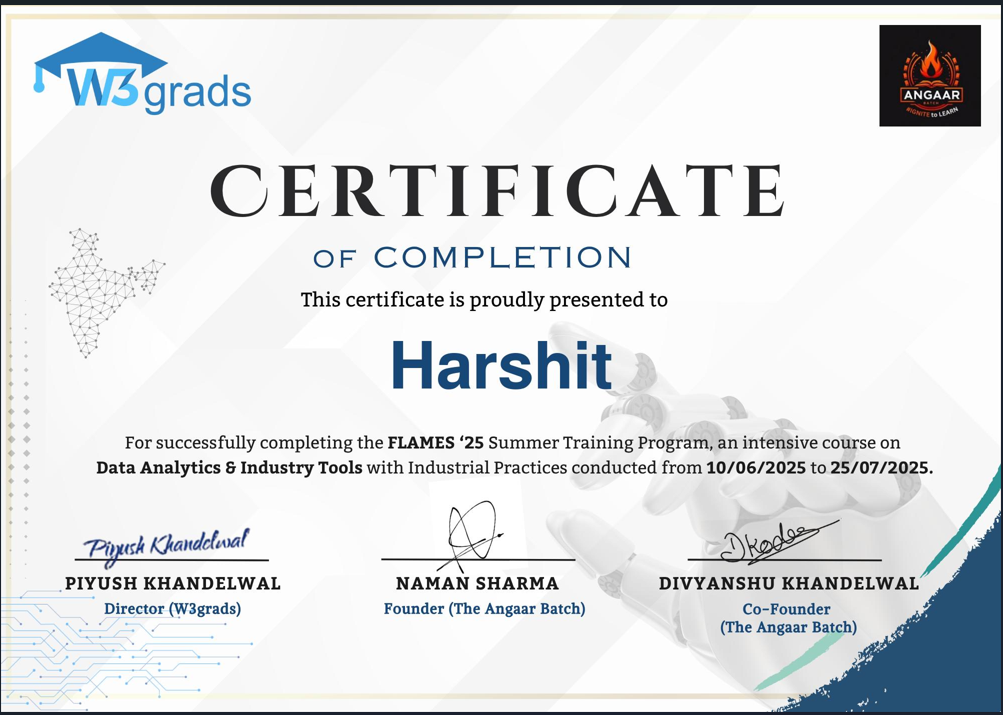 W3grads
ANGAAR
BATCH
#IGNITE to LEARN
CERTIFICATE
OF COMPLETION
This certificate is proudly presented to
Harshit
For successfully completing the FLAMES ‘25 Summer Training Program, an intensive course on
Data Analytics & Industry Tools with Industrial Practices conducted from 10/06/2025 to 25/07/2025.
Piyush Khandelwal
PIYUSH KHANDELWAL
Director (W3grads)
NAMAN SHARMA
Founder (The Angaar Batch)
DIVYANSHU KHANDELWAL
Co-Founder
(The Angaar Batch)